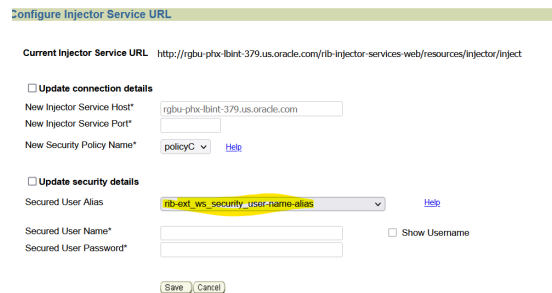 Configure Injector Service URL
Current Injector Service URL http://rgbu-phx-lbint-379.us.oracle.com/rib-injector-services-web/resources/injector/inject
Update connection details
New Injector Service Host* rgbu-phx-lbint-379.us.oracle.com
New Injector Service Port*
New Security Policy Name* policyC Help
Update security details
Secured User Alias rib-ext_ws_security_user-name-alias Help
Secured User Name* Show Username
Secured User Password*
Save Cancel